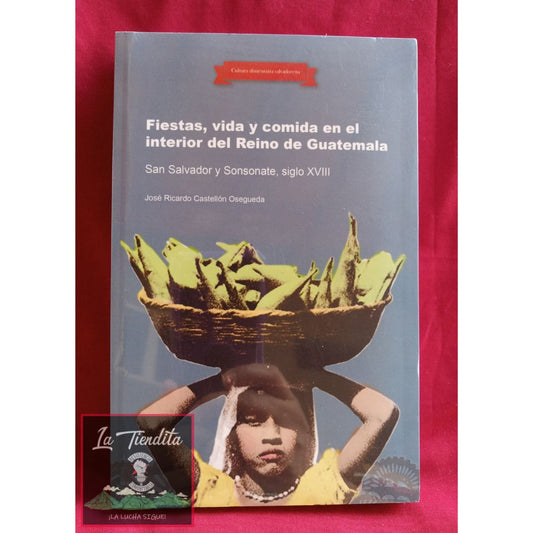 Cultura alimentaria salvadoreña
Fiestas, vida y comida en el
interior del Reino de Guatemala
San Salvador y Sonsonate, siglo XVIII
José Ricardo Castellón Osegueda
La Tiendita
¡LA LUCHA SIGUE!